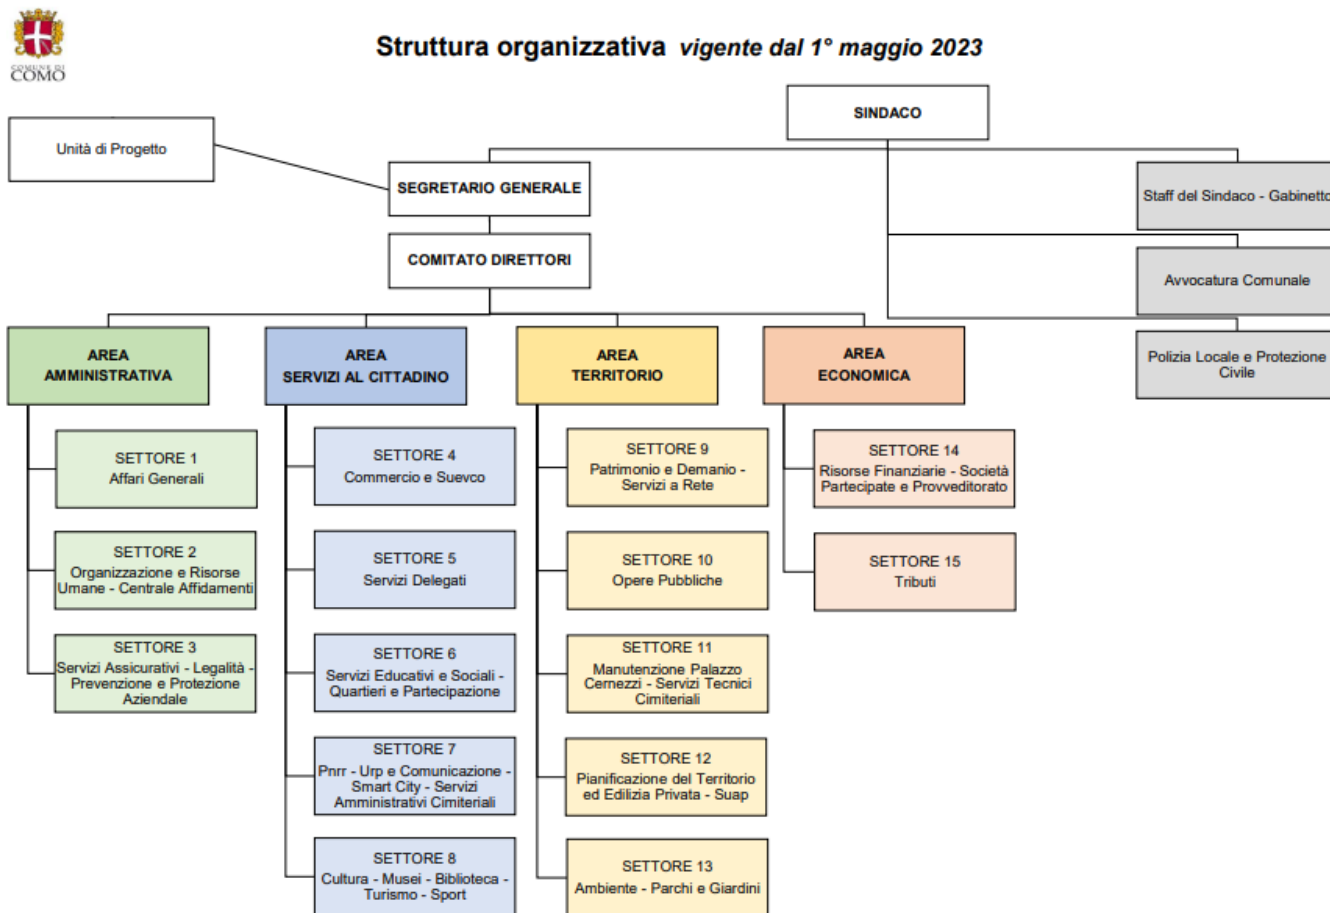 COMUNE DI
COMO
Struttura organizzativa vigente dal 1° maggio 2023
SINDACO
Unità di Progetto
SEGRETARIO GENERALE
COMITATO DIRETTORI
Staff del Sindaco - Gabinetto
Avvocatura Comunale
Polizia Locale e Protezione
Civile
AREA
AMMINISTRATIVA
SETTORE 1
Affari Generali
SETTORE 2
Organizzazione e Risorse
Umane - Centrale Affidamenti
SETTORE 3
Servizi Assicurativi - Legalità -
Prevenzione e Protezione
Aziendale
AREA
SERVIZI AL CITTADINO
SETTORE 4
Commercio e Suevco
SETTORE 5
Servizi Delegati
SETTORE 6
Servizi Educativi e Sociali -
Quartieri e Partecipazione
SETTORE 7
Pnrr - Urp e Comunicazione -
Smart City - Servizi
Amministrativi Cimiteriali
SETTORE 8
Cultura - Musei - Biblioteca -
Turismo - Sport
AREA
TERRITORIO
SETTORE 9
Patrimonio e Demanio -
Servizi a Rete
SETTORE 10
Opere Pubbliche
SETTORE 11
Manutenzione Palazzo
Cernezzi - Servizi Tecnici
Cimiteriali
SETTORE 12
Pianificazione del Territorio
ed Edilizia Privata - Suap
SETTORE 13
Ambiente - Parchi e Giardini
AREA
ECONOMICA
SETTORE 14
Risorse Finanziarie - Società
Partecipate e Provveditorato
SETTORE 15
Tributi